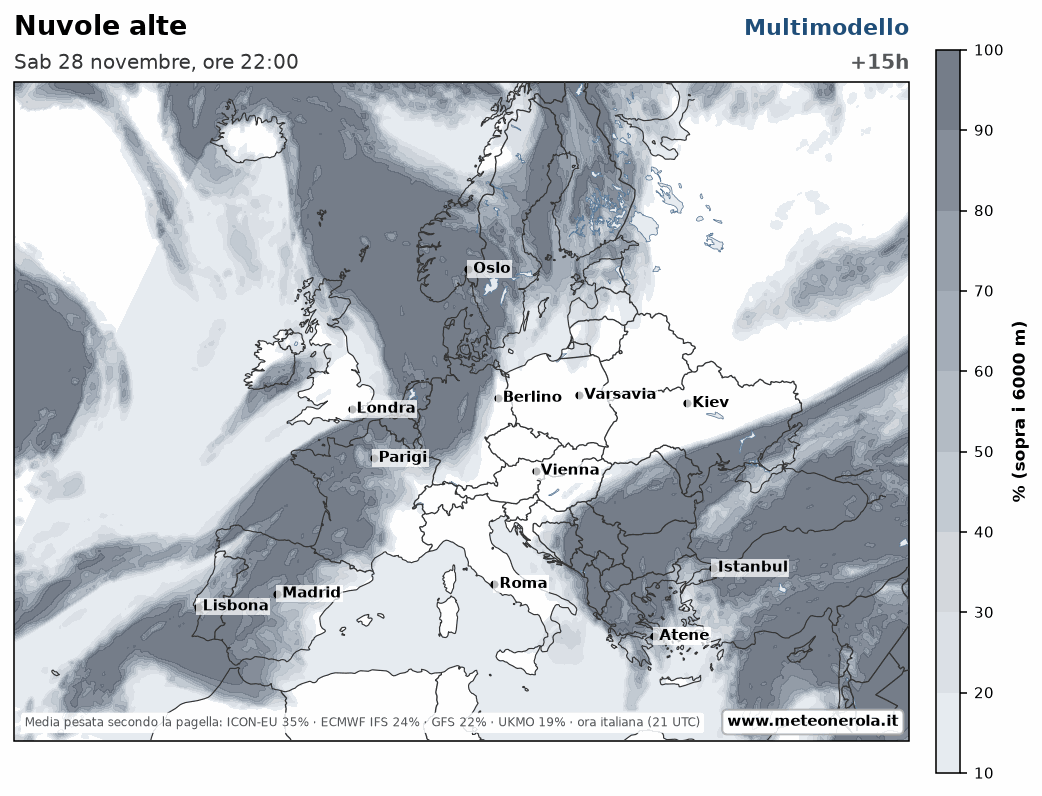 Nuvole alte
Multimodello
Sab 28 novembre, ore 22:00
+15h
100
90
80
70
60
50
40
30
20
10
% (sopra i 6000 m)
Oslo
Berlino
Varsavia
Kiev
Londra
Parigi
Vienna
Istanbul
Roma
Madrid
Lisbona
Atene
Media pesata secondo la pagella: ICON-EU 35% · ECMWF IFS 24% · GFS 22% · UKMO 19% · ora italiana (21 UTC)
www.meteonerola.it